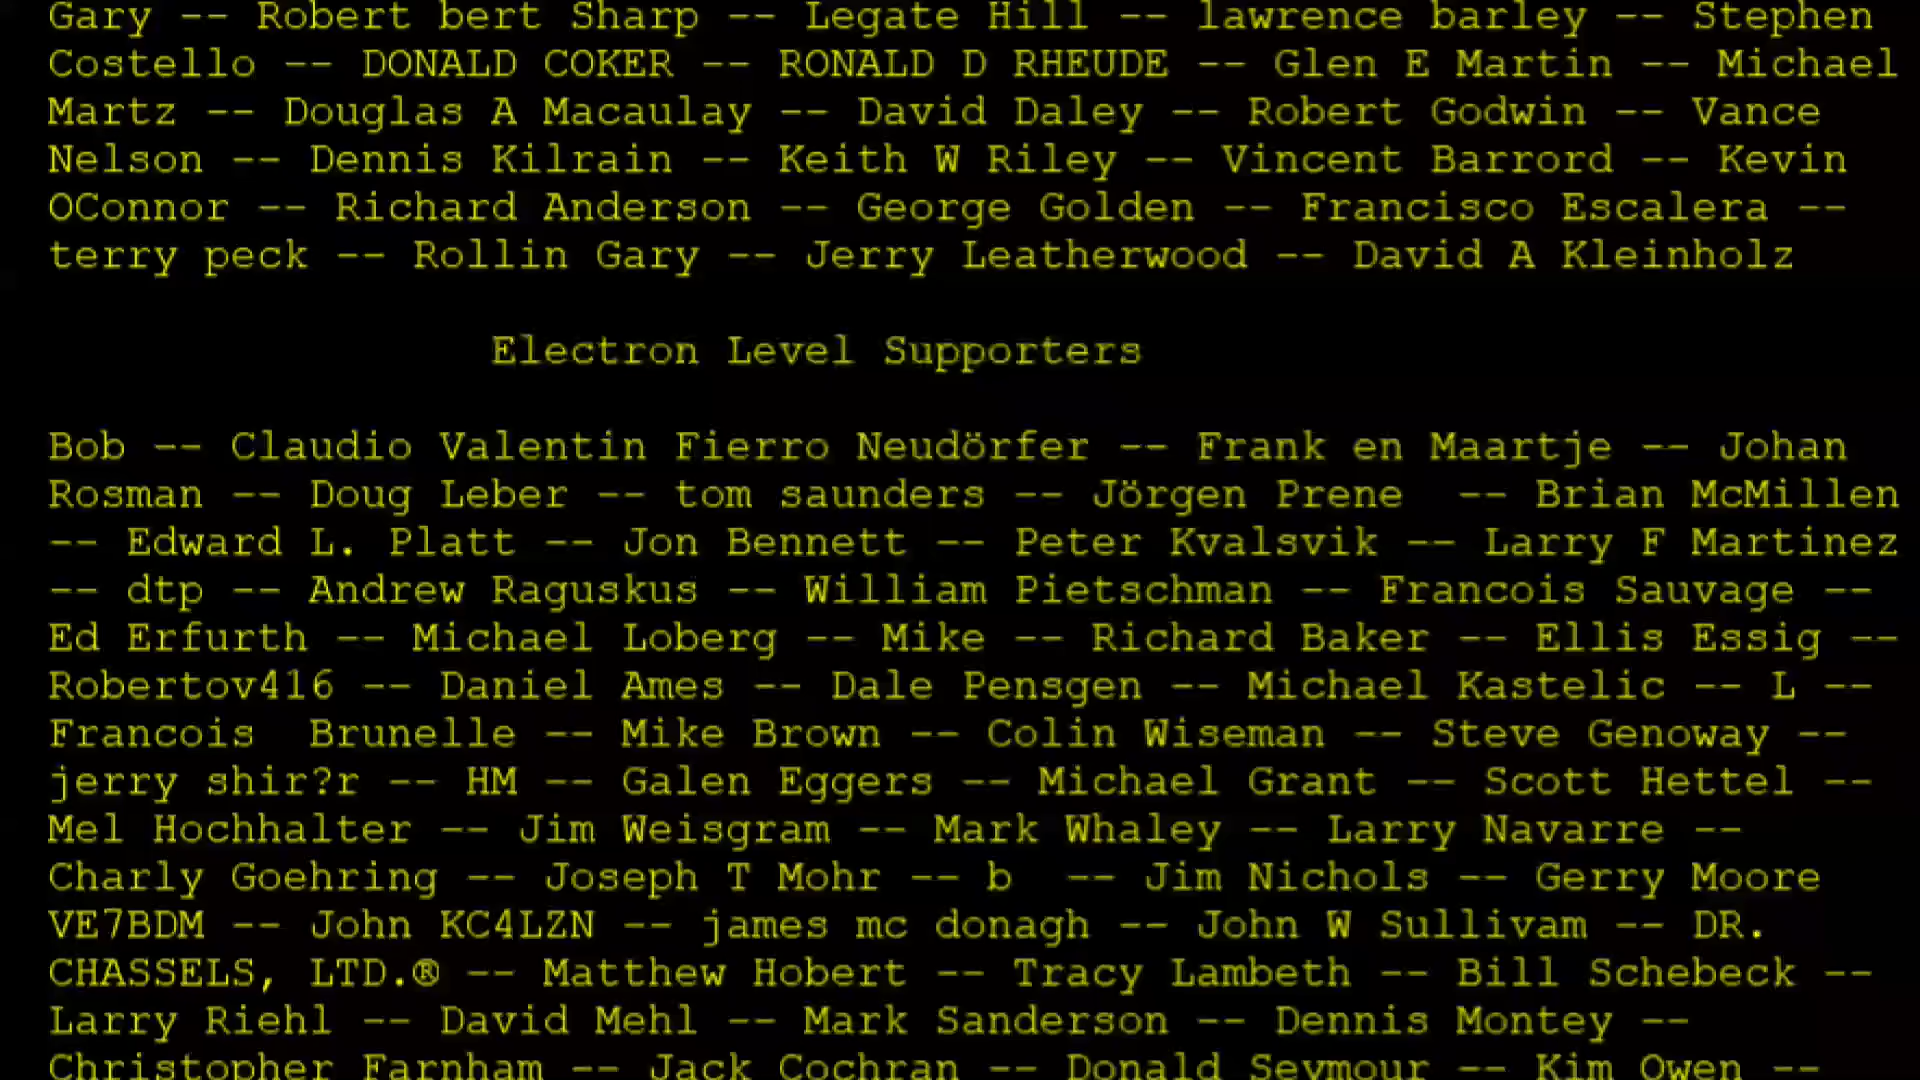 Gary -- Robert bert Sharp -- Legate Hill -- lawrence barley -- Stephen
Costello -- DONALD COKER -- RONALD D RHEUDE -- Glen E Martin -- Michael
Martz -- Douglas A Macaulay -- David Daley -- Robert Godwin -- Vance
Nelson -- Dennis Kilrain -- Keith W Riley -- Vincent Barrord -- Kevin
OConnor -- Richard Anderson -- George Golden -- Francisco Escalera --
terry peck -- Rollin Gary -- Jerry Leatherwood -- David A Kleinholz
Electron Level Supporters
Bob -- Claudio Valentin Fierro Neudörfer -- Frank en Maartje -- Johan
Rosman -- Doug Leber -- tom saunders -- Jörgen Prene  -- Brian McMillen
-- Edward L. Platt -- Jon Bennett -- Peter Kvalsvik -- Larry F Martinez
-- dtp -- Andrew Raguskus -- William Pietschman -- Francois Sauvage --
Ed Erfurth -- Michael Loberg -- Mike -- Richard Baker -- Ellis Essig --
Robertov416 -- Daniel Ames -- Dale Pensgen -- Michael Kastelic -- L --
Francois  Brunelle -- Mike Brown -- Colin Wiseman -- Steve Genoway --
jerry shir?r -- HM -- Galen Eggers -- Michael Grant -- Scott Hettel --
Mel Hochhalter -- Jim Weisgram -- Mark Whaley -- Larry Navarre --
Charly Goehring -- Joseph T Mohr -- b  -- Jim Nichols -- Gerry Moore
VE7BDM -- John KC4LZN -- james mc donagh -- John W Sullivam -- DR.
CHASSELS, LTD.® -- Matthew Hobert -- Tracy Lambeth -- Bill Schebeck --
Larry Riehl -- David Mehl -- Mark Sanderson -- Dennis Montey --
Christopher Farnham -- Jack Cochran -- Donald Seymour -- Kim Owen --